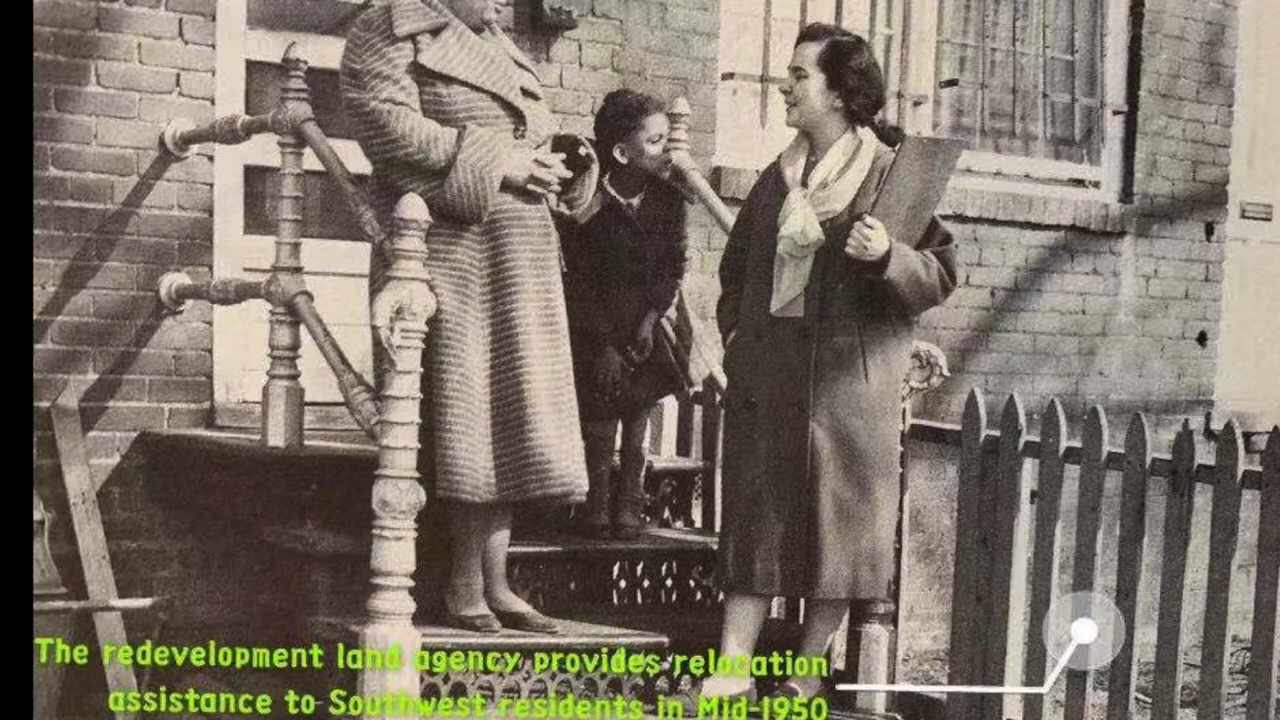 The redevelopment land agency provides relocation
assistance to Southwest residents in Mid-1950